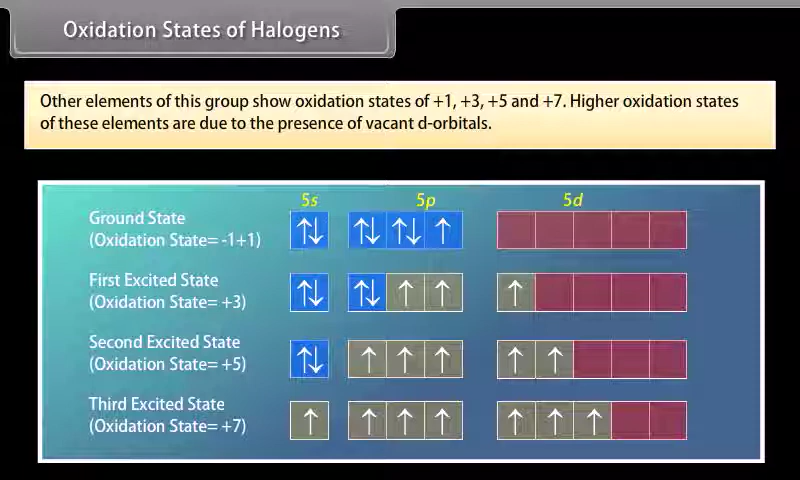 Oxidation States of Halogens
Other elements of this group show oxidation states of +1, +3, +5 and +7. Higher oxidation states
of these elements are due to the presence of vacant d-orbitals.
5s 5p 5d
Ground State
(Oxidation State= -1+1)
First Excited State
(Oxidation State= +3)
Second Excited State
(Oxidation State= +5)
Third Excited State
(Oxidation State= +7)